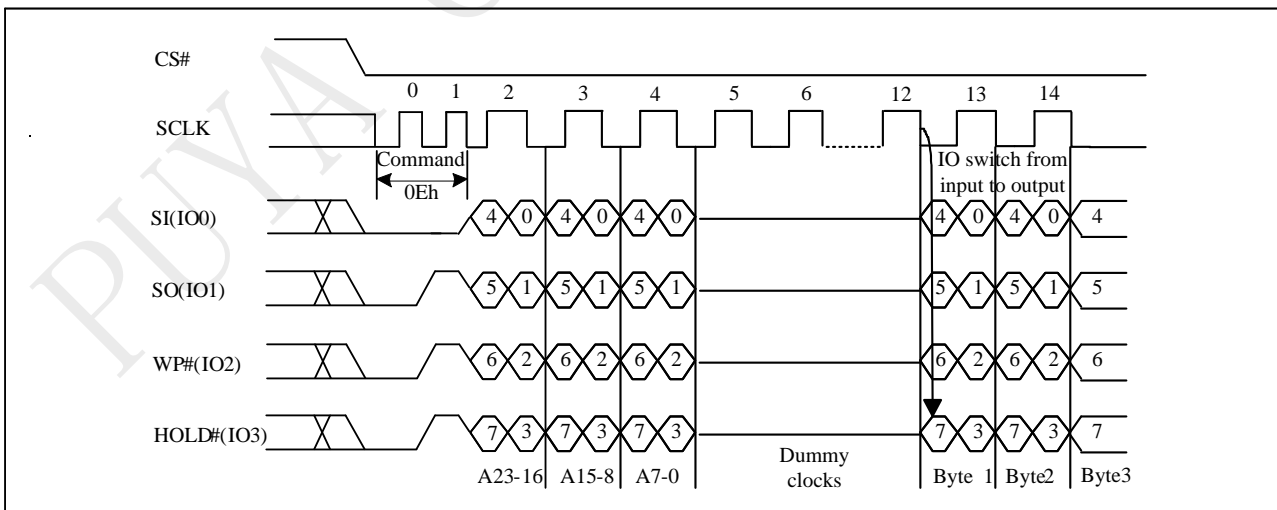 PUYA
CS#
0 1 2 3 4 5 6 12 13 14
SCLK
Command
0Eh
IO switch from
input to output
SI(IO0)
4 0 4 0 4 0 4 0 4 0 4
SO(IO1)
5 1 5 1 5 1 5 1 5 1 5
WP#(IO2)
6 2 6 2 6 2 6 2 6 2 6
HOLD#(IO3)
7 3 7 3 7 3 7 3 7 3 7
A23-16 A15-8 A7-0
Dummy
clocks
Byte 1 Byte2 Byte3